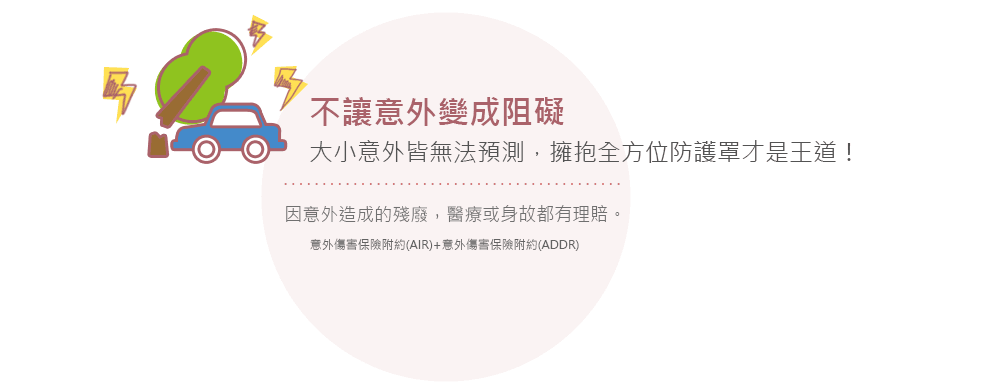 不讓意外變成阻礙
大小意外皆無法預測，擁抱全方位防護罩才是王道！
因意外造成的殘廢，醫療或身故都有理賠。
意外傷害保險附約(AIR)+意外傷害保險附約(ADDR)